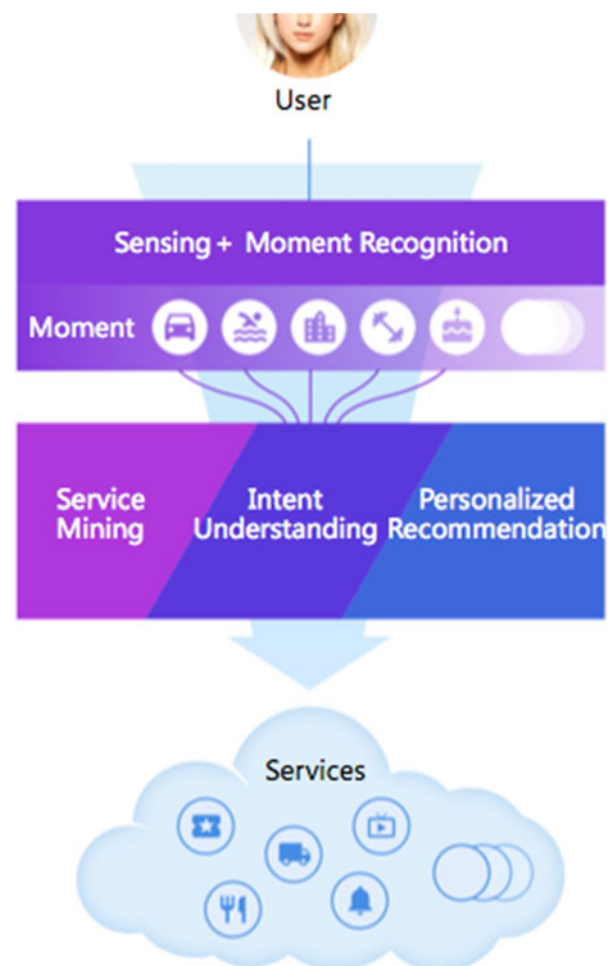 User
Sensing + Moment Recognition
Moment
Service
Mining
Intent
Understanding
Personalized
Recommendation
Services